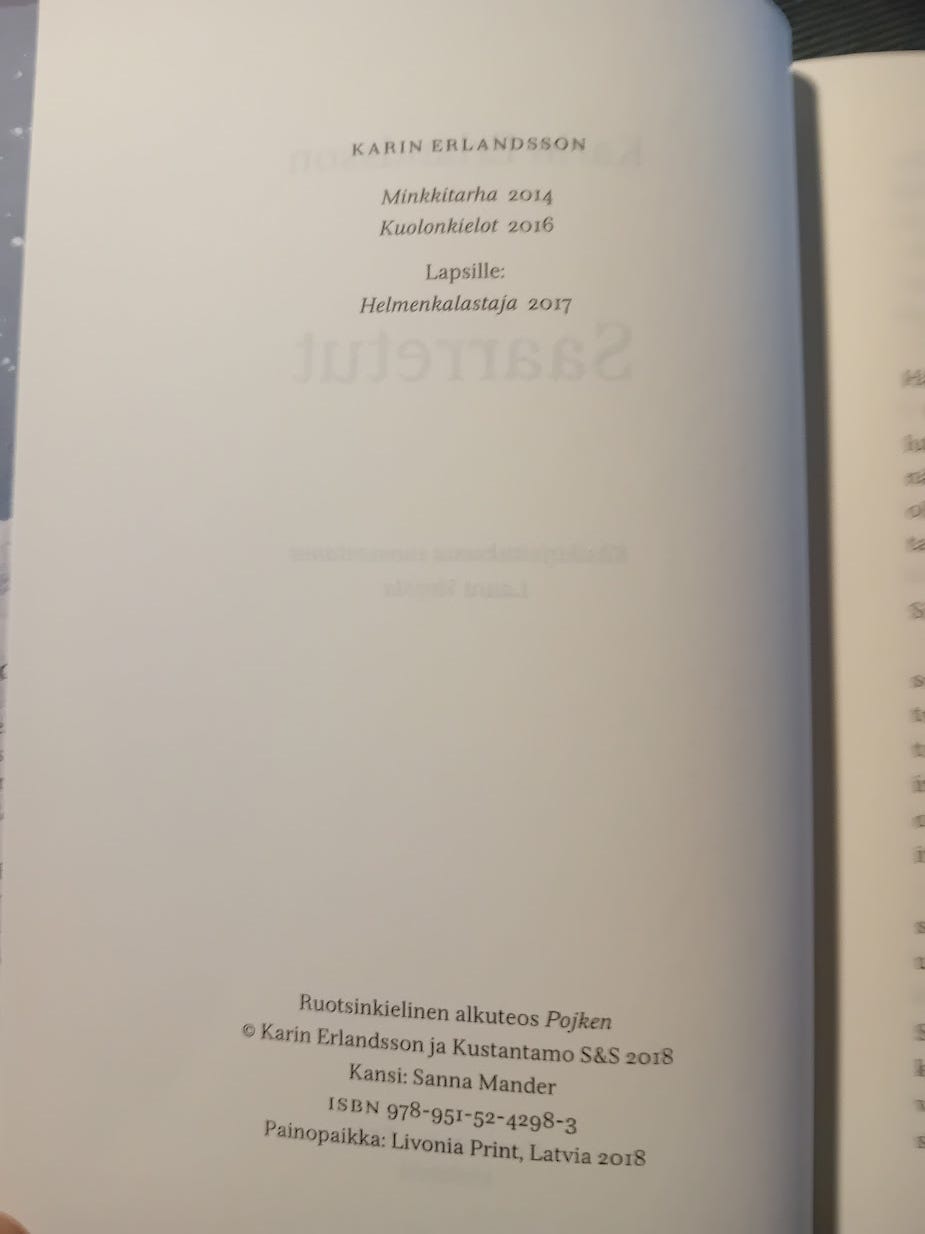 KARIN ERLANDSSON
Minkkitarha 2014
Kuolonkielot 2016
Lapsille:
Helmenkalastaja 2017
Saarretut
Ruotsinkielinen alkuteos Pojken
© Karin Erlandsson ja Kustantamo S&S 2018
Kansi: Sanna Mander
ISBN 978-951-52-4298-3
Painopaikka: Livonia Print, Latvia 2018